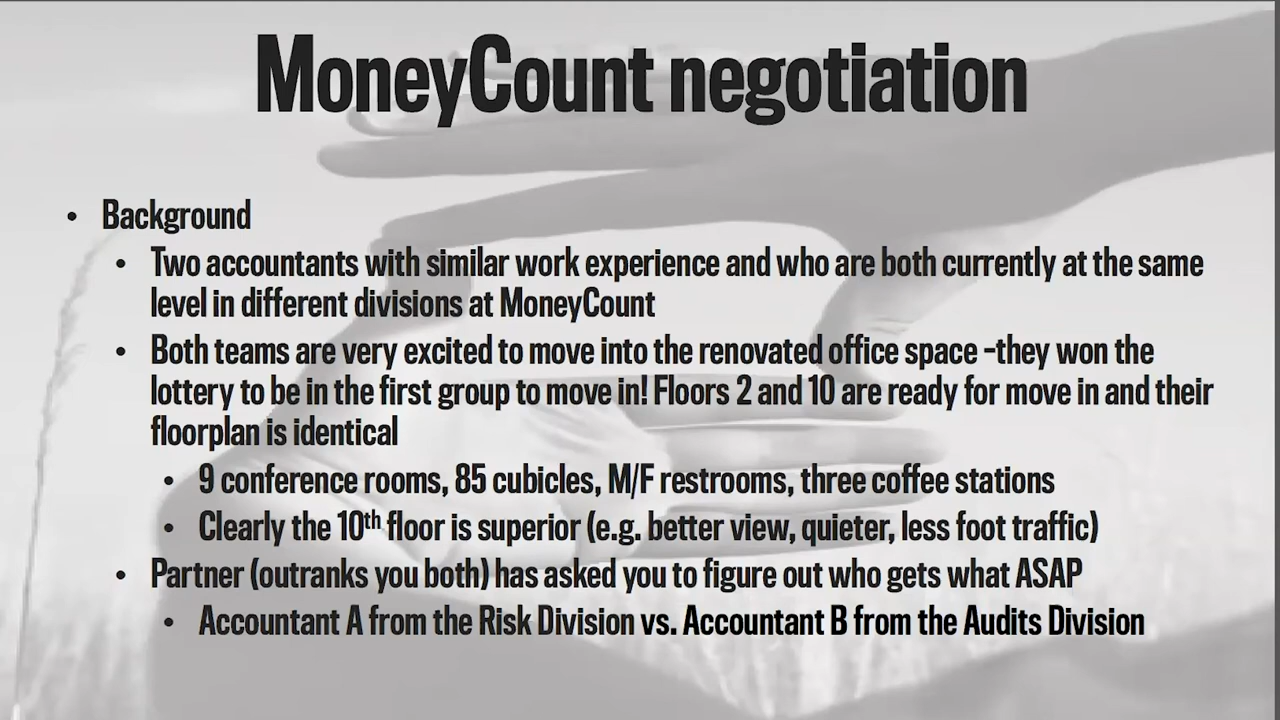 MoneyCount negotiation
• Background
• Two accountants with similar work experience and who are both currently at the same
level in different divisions at MoneyCount
• Both teams are very excited to move into the renovated office space -they won the
lottery to be in the first group to move in! Floors 2 and 10 are ready for move in and their
floorplan is identical
• 9 conference rooms, 85 cubicles, M/F restrooms, three coffee stations
• Clearly the 10th floor is superior (e.g. better view, quieter, less foot traffic)
• Partner (outranks you both) has asked you to figure out who gets what ASAP
• Accountant A from the Risk Division vs. Accountant B from the Audits Division